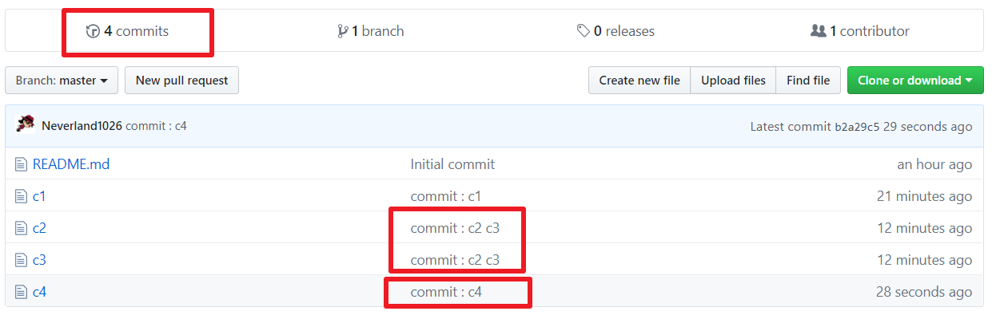 4 commits 1 branch 0 releases 1 contributor
Branch: master New pull request Create new file Upload files Find file Clone or download
Neverland1026 commit : c4 Latest commit b2a29c5 29 seconds ago
README.md Initial commit an hour ago
c1 commit : c1 21 minutes ago
c2 commit : c2 c3 12 minutes ago
c3 commit : c2 c3 12 minutes ago
c4 commit : c4 28 seconds ago